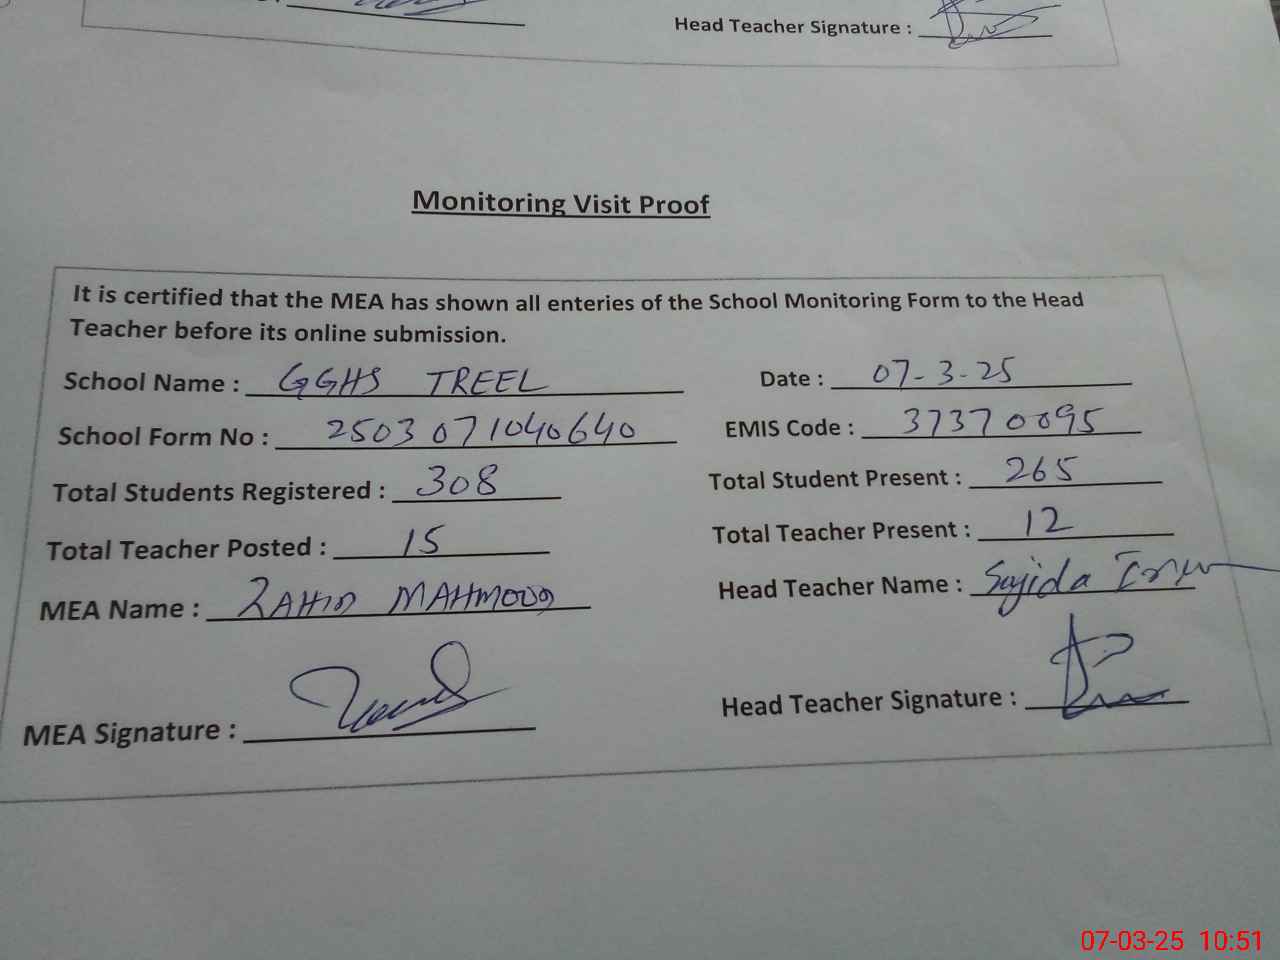 Head Teacher Signature :
Monitoring Visit Proof
It is certified that the MEA has shown all enteries of the School Monitoring Form to the Head
Teacher before its online submission.
School Name : GGHS TREEL Date : 07-3-25
School Form No : 2503071040640 EMIS Code : 37370095
Total Students Registered : 308 Total Student Present : 265
Total Teacher Posted : 15 Total Teacher Present : 12
MEA Name : ZAHID MAHMOOD Head Teacher Name : Sajida
MEA Signature : Head Teacher Signature :
07-03-25 10:51